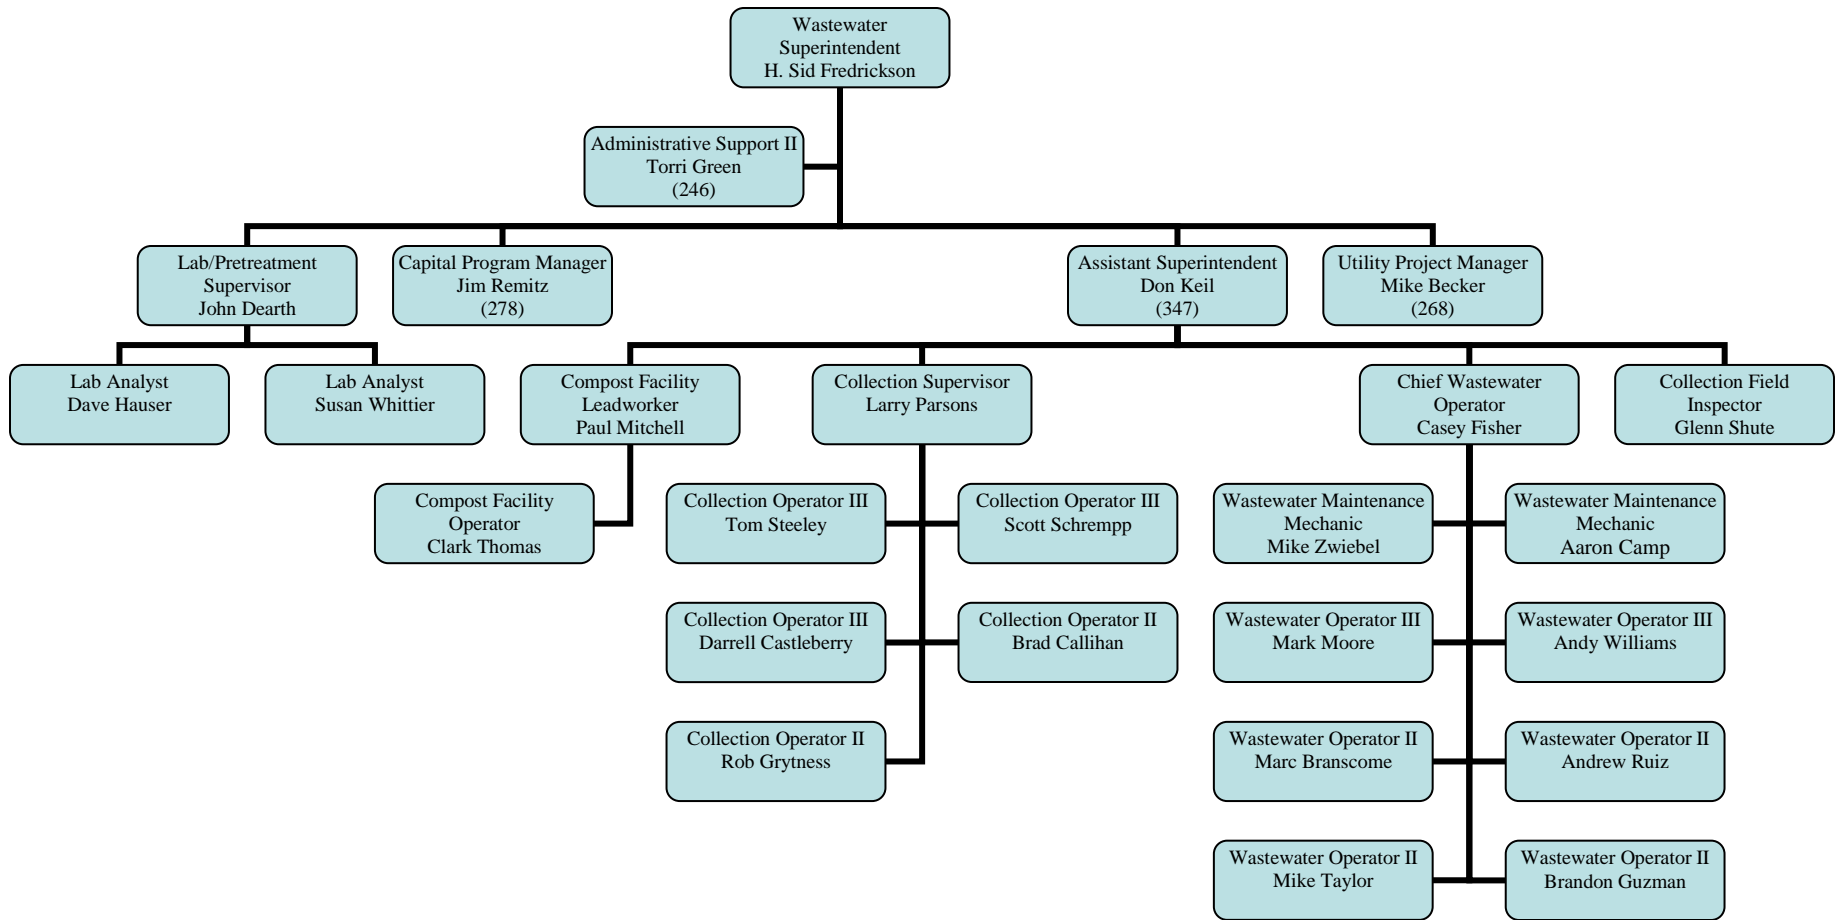 Wastewater
Superintendent
H. Sid Fredrickson
Administrative Support II
Torri Green
(246)
Lab/Pretreatment
Supervisor
John Dearth
Capital Program Manager
Jim Remitz
(278)
Assistant Superintendent
Don Keil
(347)
Utility Project Manager
Mike Becker
(268)
Lab Analyst
Dave Hauser
Lab Analyst
Susan Whittier
Compost Facility
Leadworker
Paul Mitchell
Collection Supervisor
Larry Parsons
Chief Wastewater
Operator
Casey Fisher
Collection Field
Inspector
Glenn Shute
Compost Facility
Operator
Clark Thomas
Collection Operator III
Tom Steeley
Collection Operator III
Scott Schrempp
Wastewater Maintenance
Mechanic
Mike Zwiebel
Wastewater Maintenance
Mechanic
Aaron Camp
Collection Operator III
Darrell Castleberry
Collection Operator II
Brad Callihan
Wastewater Operator III
Mark Moore
Wastewater Operator III
Andy Williams
Collection Operator II
Rob Grytness
Wastewater Operator II
Marc Branscome
Wastewater Operator II
Andrew Ruiz
Wastewater Operator II
Mike Taylor
Wastewater Operator II
Brandon Guzman